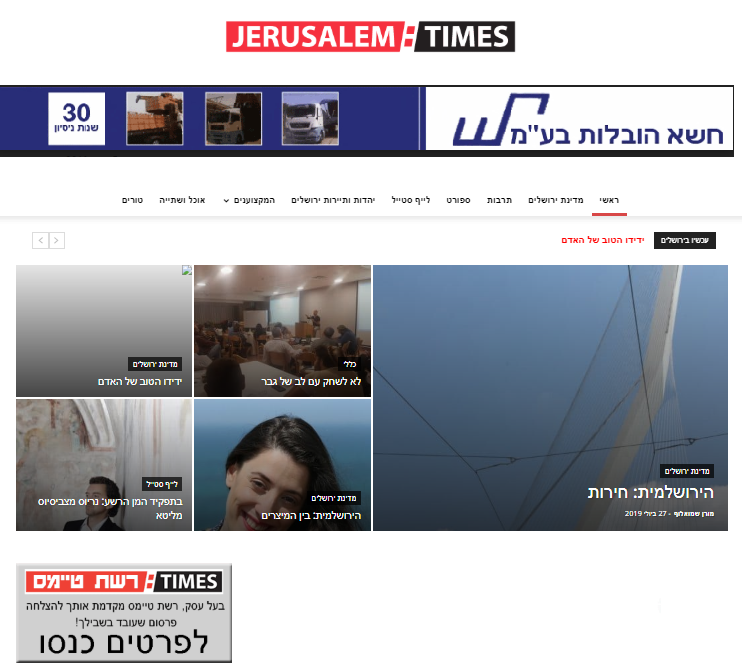 JERUSALEM TIMES
30
שנות ניסיון
חשא הובלות בע"מ
ראשי
מדינת ירושלים
תרבות
ספורט
לייף סטייל
יהדות ותיירות ירושלים
המקצוענים
אוכל ושתייה
טורים
עכשיו בירושלים
ידידו הטוב של האדם
מדינת ירושלים
הירושלמית: חירות
מורן שמואלוף - 27 ביולי 2019
כללי
לא לשחק עם לב של גבר
מדינת ירושלים
ידידו הטוב של האדם
מדינת ירושלים
הירושלמית: בין המיצרים
לייף סטייל
בתפקיד המן הרשע: נריוס מצביסיוס
מליטא
רשת טיימס TIMES
בעל עסק, רשת טיימס מקדמת אותך להצלחה
פרסום שעובד בשבילך!
לפרטים כנסו